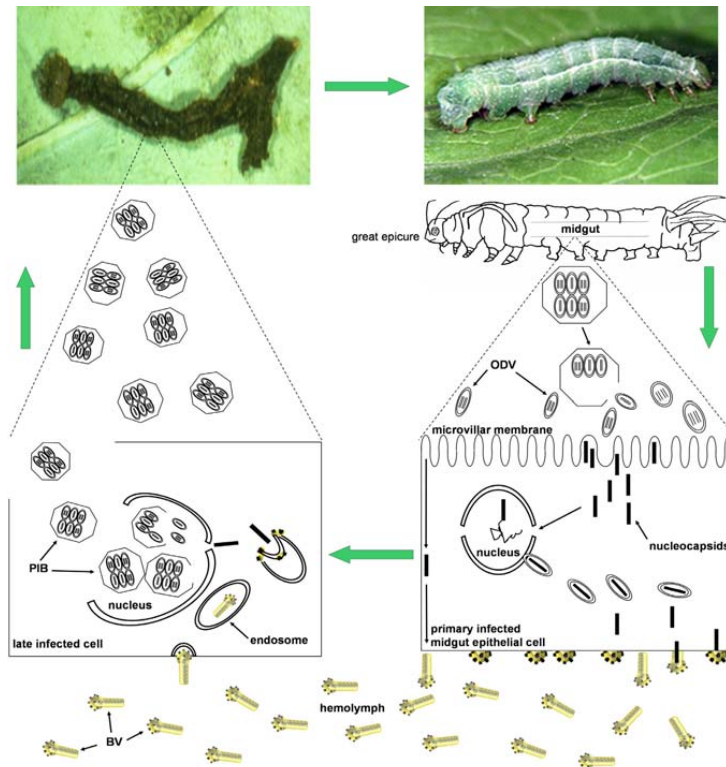 great epicure
midgut
ODV
microvillar membrane
nucleus
nucleocapsids
primary infected
midgut epithelial cell
PIB
nucleus
endosome
late infected cell
hemolymph
BV